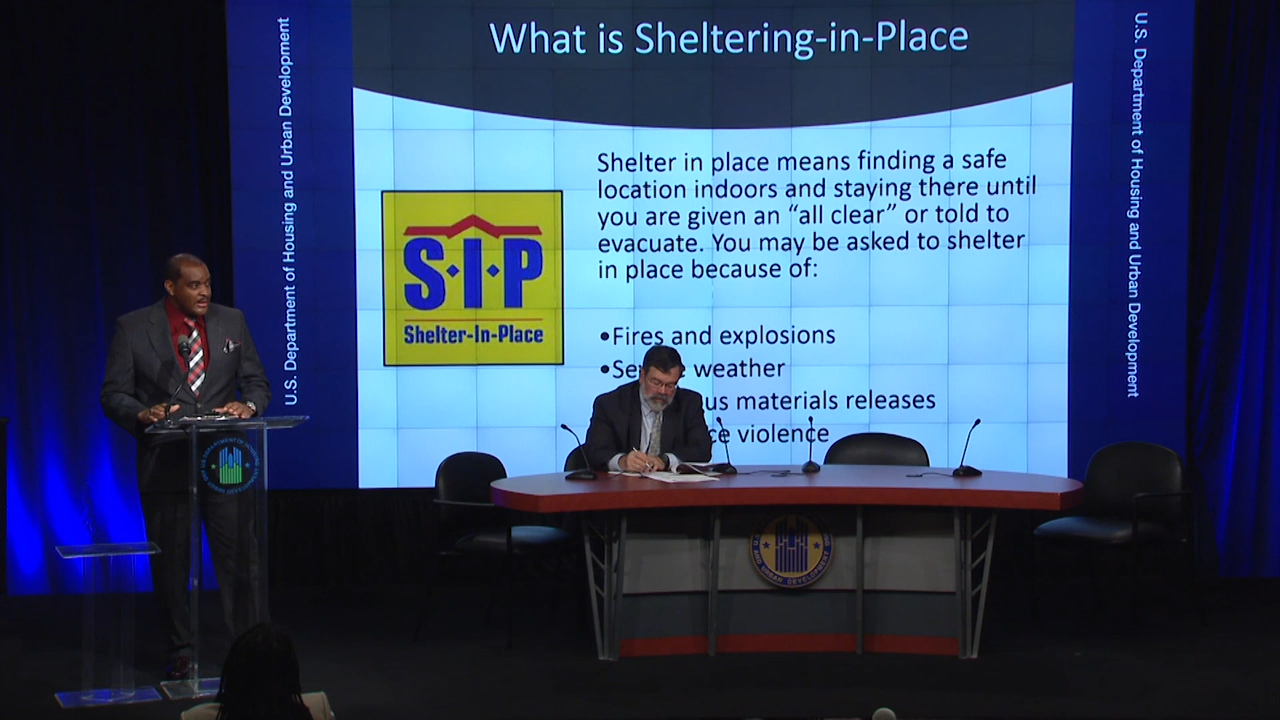 What is Sheltering-in-Place
U.S. Department of Housing and Urban Development
U.S. Department of Housing and Urban Development
Shelter in place means finding a safe
location indoors and staying there until
you are given an “all clear” or told to
evacuate. You may be asked to shelter
in place because of:
S·I·P
Shelter-In-Place
•Fires and explosions
weather
materials releases
violence
URBAN DEVELOPMENT